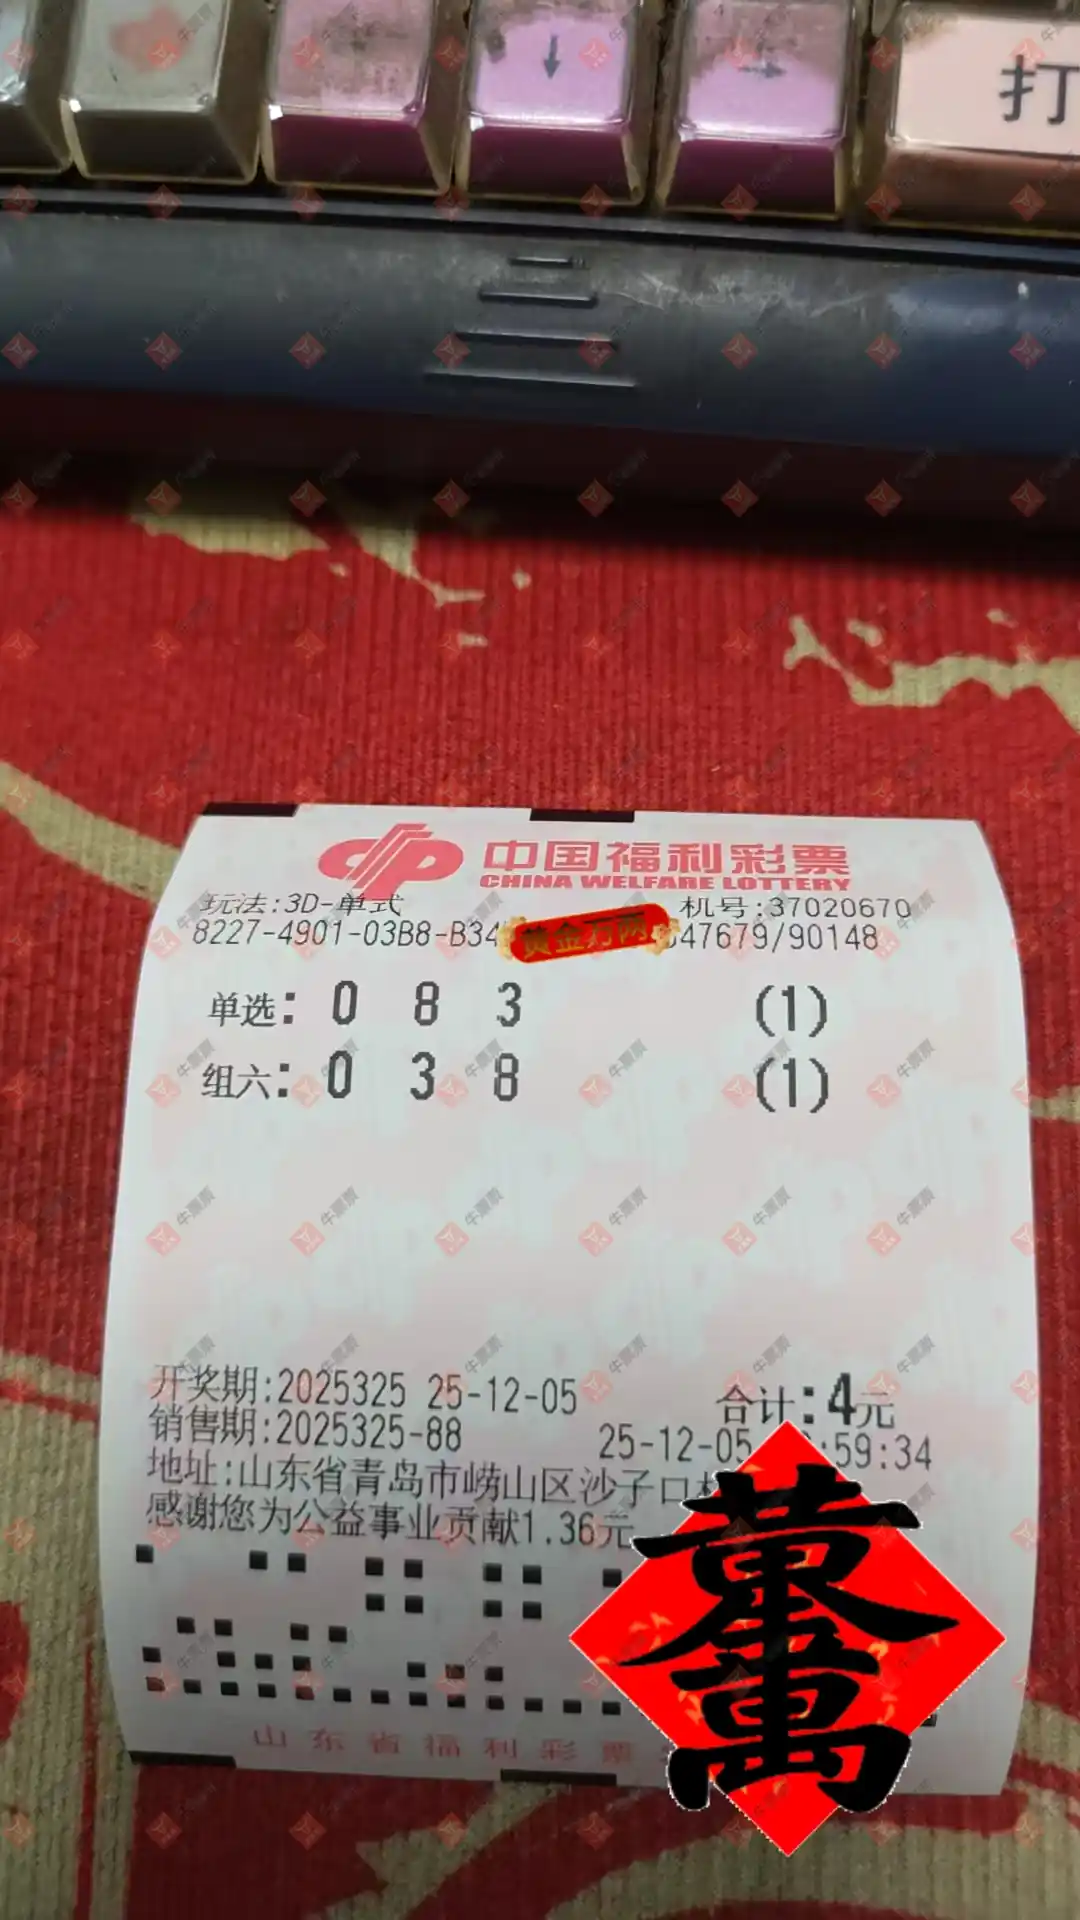 打
中国福利彩票
CHINA WELFARE LOTTERY
玩法:3D-单式 机号:37020670
8227-4901-03B8-B34 黄金万两 47679/90148
单选: 0 8 3 (1)
组六: 0 3 8 (1)
开奖期:2025325 25-12-05 合计:4元
销售期:2025325-88 25-12-05 :59:34
地址:山东省青岛市崂山区沙子口
感谢您为公益事业贡献1.36元
山东省福利彩票
牛票票